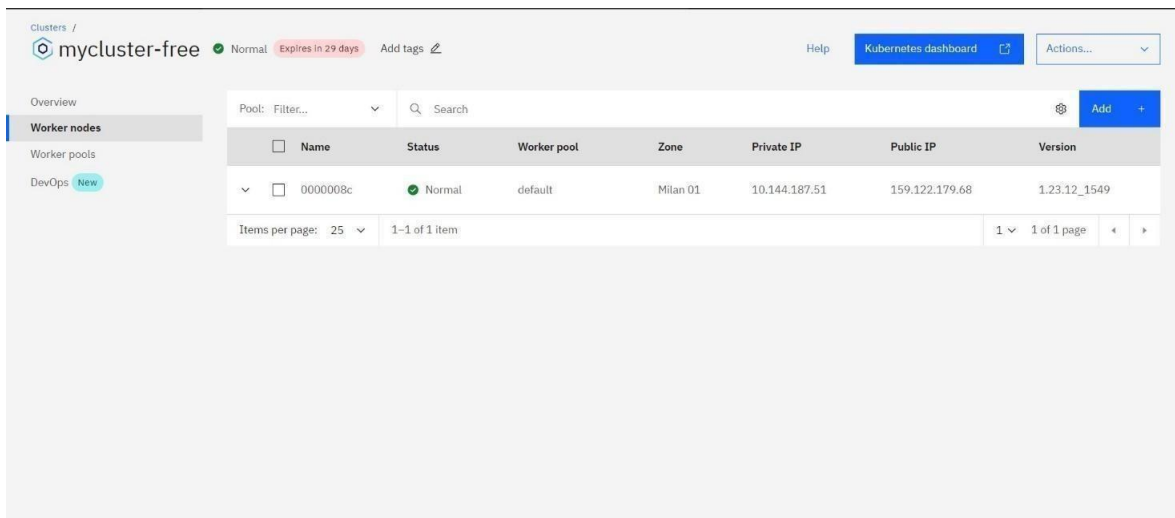 Clusters /
mycluster-free Normal Expires in 29 days Add tags Help Kubernetes dashboard Actions...
Overview
Worker nodes
Worker pools
DevOps New
Pool: Filter... Search Add +
Name Status Worker pool Zone Private IP Public IP Version
0000008c Normal default Milan 01 10.144.187.51 159.122.179.68 1.23.12_1549
Items per page: 25 1–1 of 1 item 1 1 of 1 page